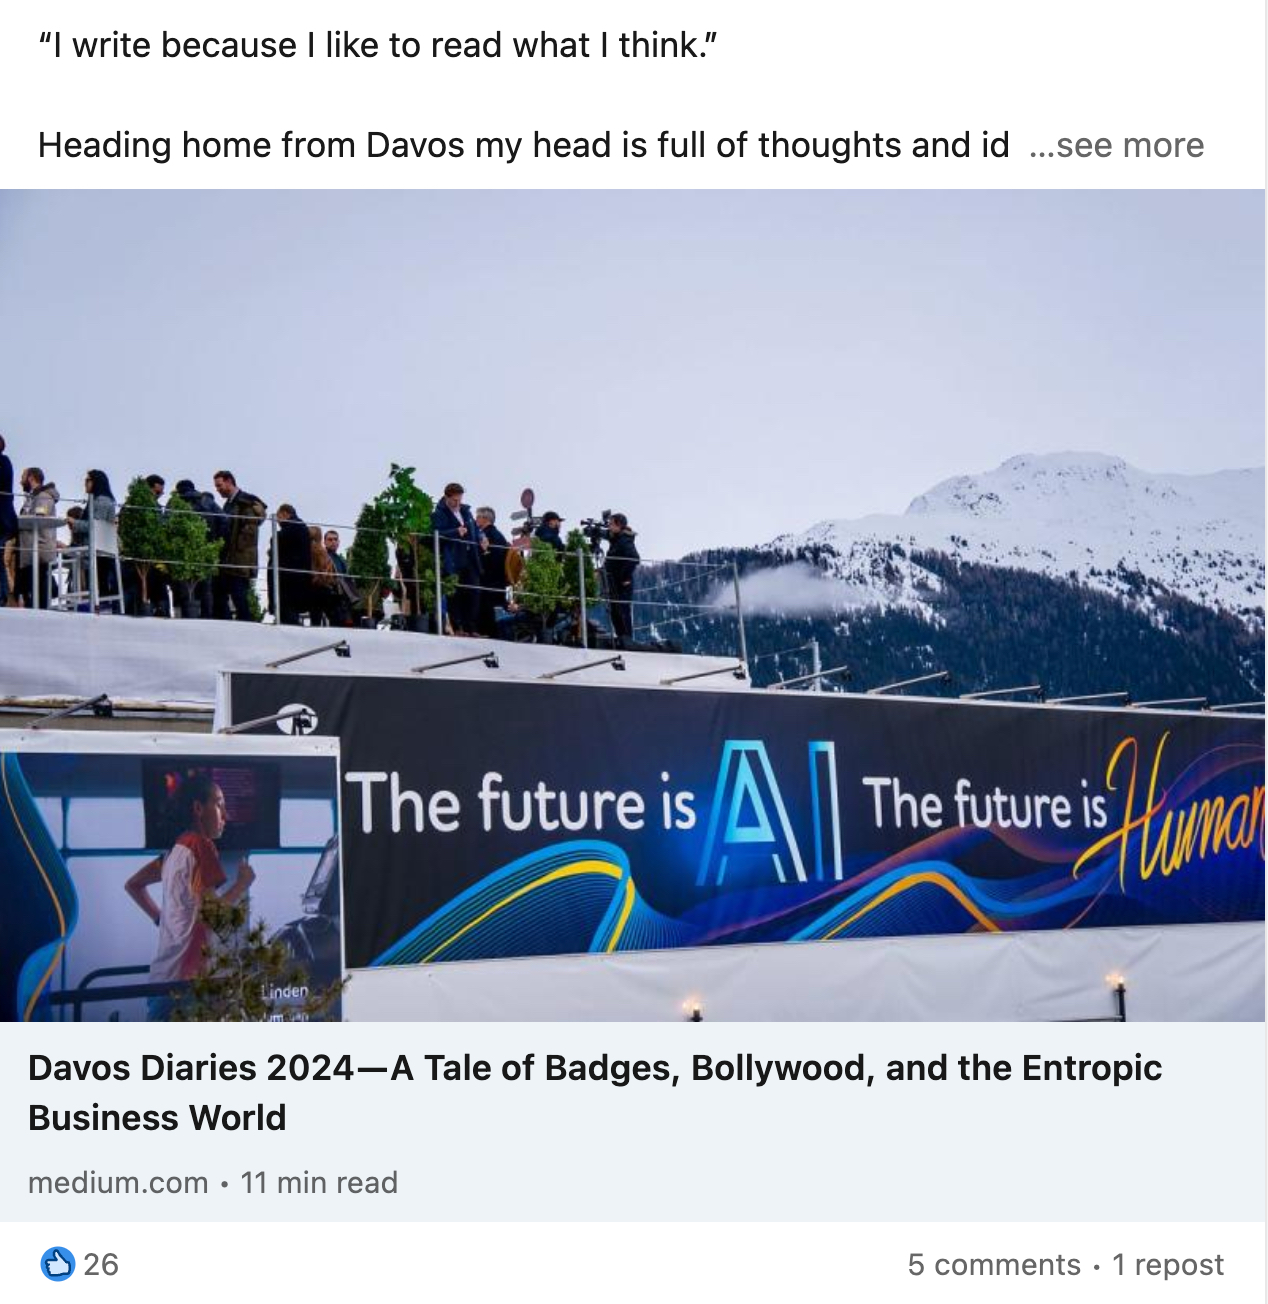 “I write because I like to read what I think.”
Heading home from Davos my head is full of thoughts and id ...see more
The future is AI The future is Human
Linden
Davos Diaries 2024—A Tale of Badges, Bollywood, and the Entropic
Business World
medium.com • 11 min read
26
5 comments • 1 repost